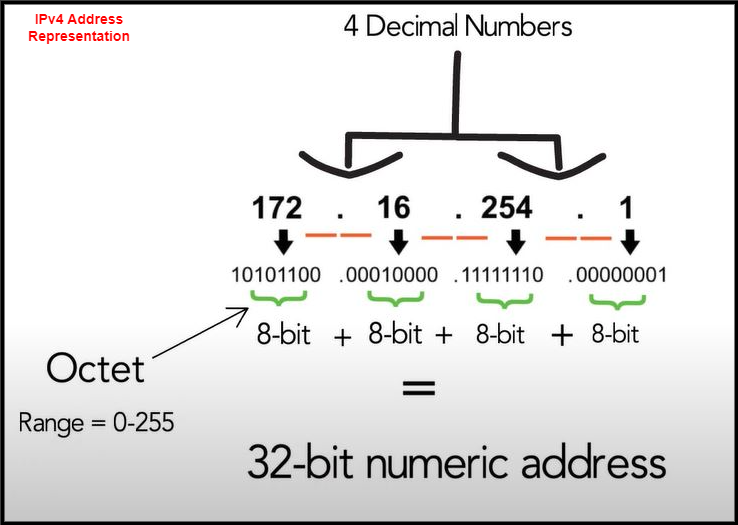 IPv4 Address
Representation
4 Decimal Numbers
172 . 16 . 254 . 1
10101100 .00010000 .11111110 .00000001
8-bit + 8-bit + 8-bit + 8-bit
Octet
=
Range = 0-255
32-bit numeric address